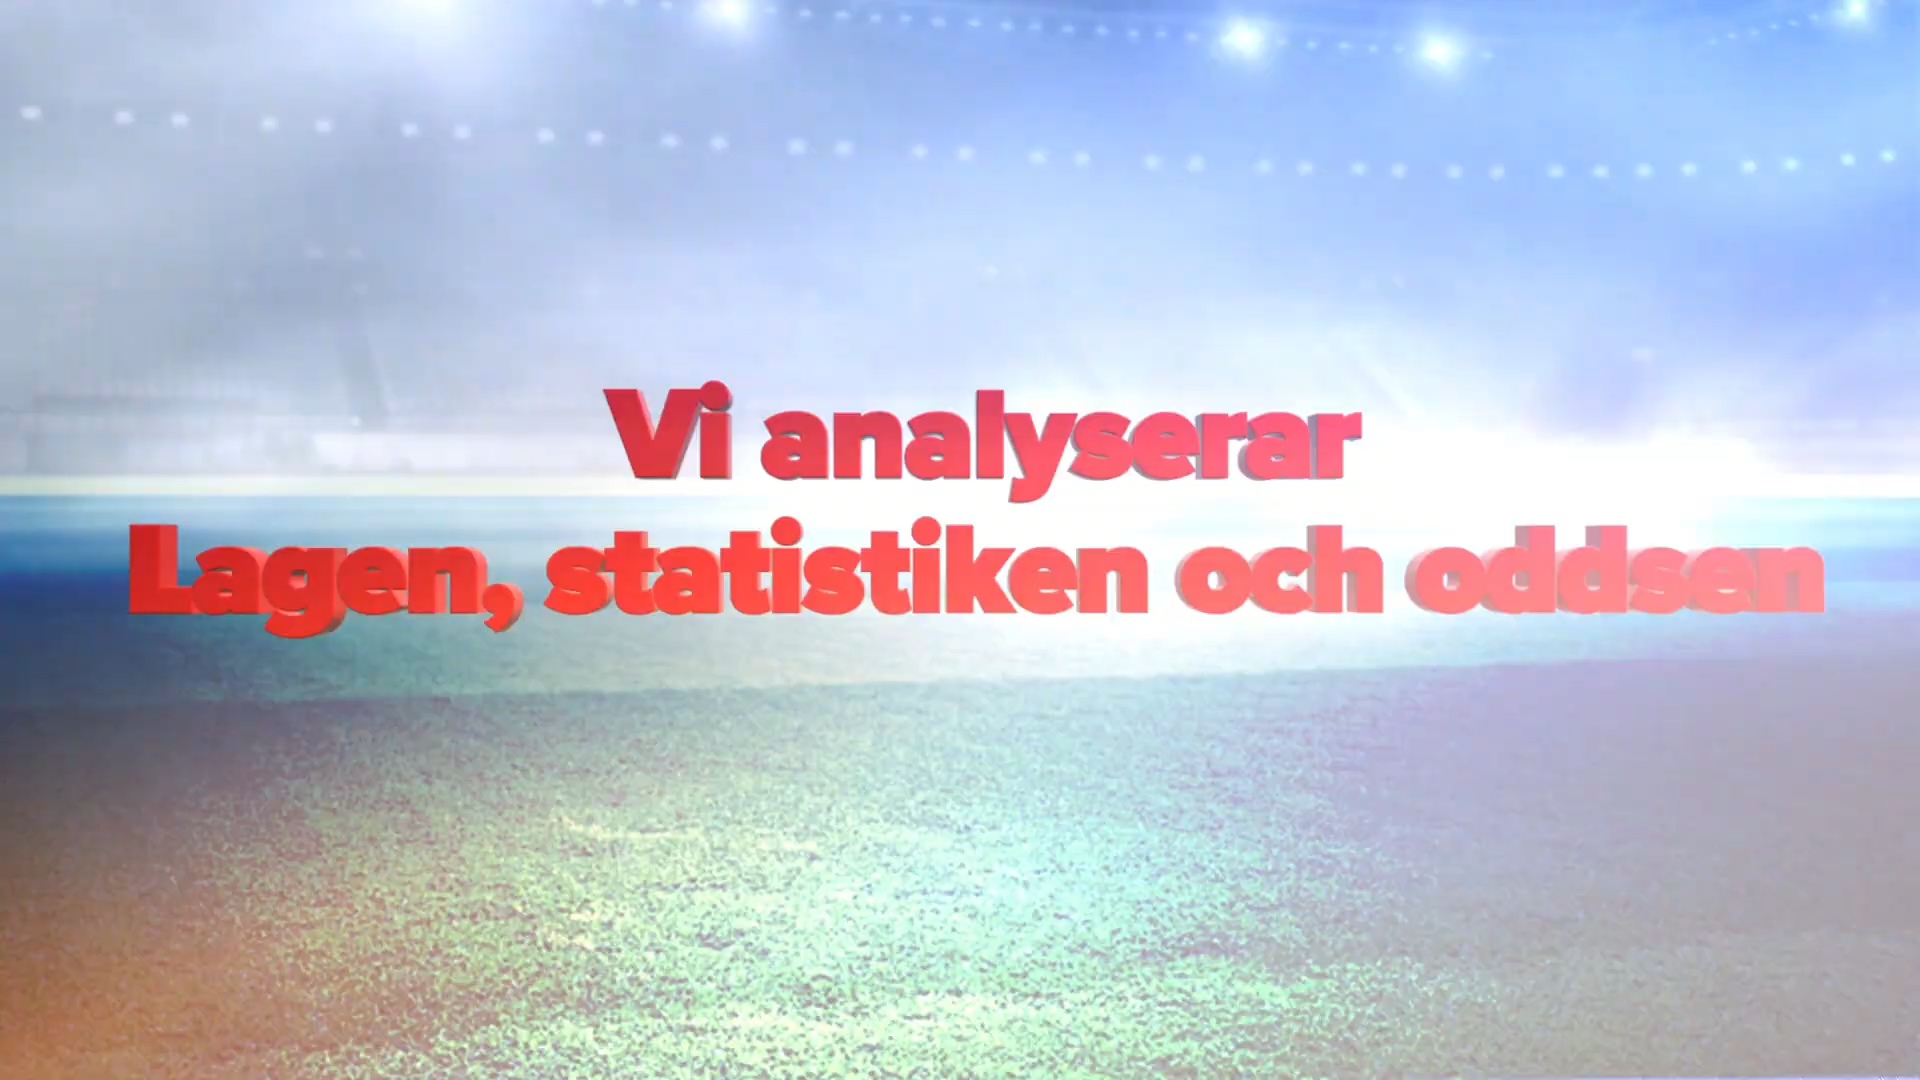 Vi analyserar
Lagen, statistiken och oddsen